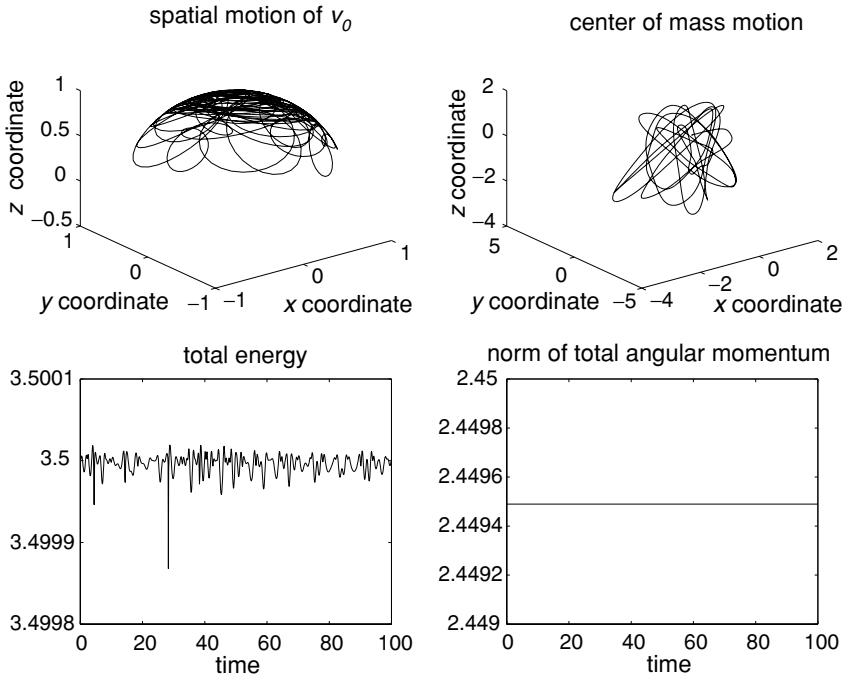 spatial motion of v0
center of mass motion
1
0.5
0
−0.5
z coordinate
1
0
−1
y coordinate
−1
0
1
x coordinate
2
0
−2
−4
z coordinate
5
0
−5
y coordinate
−4
−2
0
2
x coordinate
total energy
3.5001
3.5
3.4999
3.4998
0 20 40 60 80 100
time
norm of total angular momentum
2.45
2.4498
2.4496
2.4494
2.4492
2.449
0 20 40 60 80 100
time